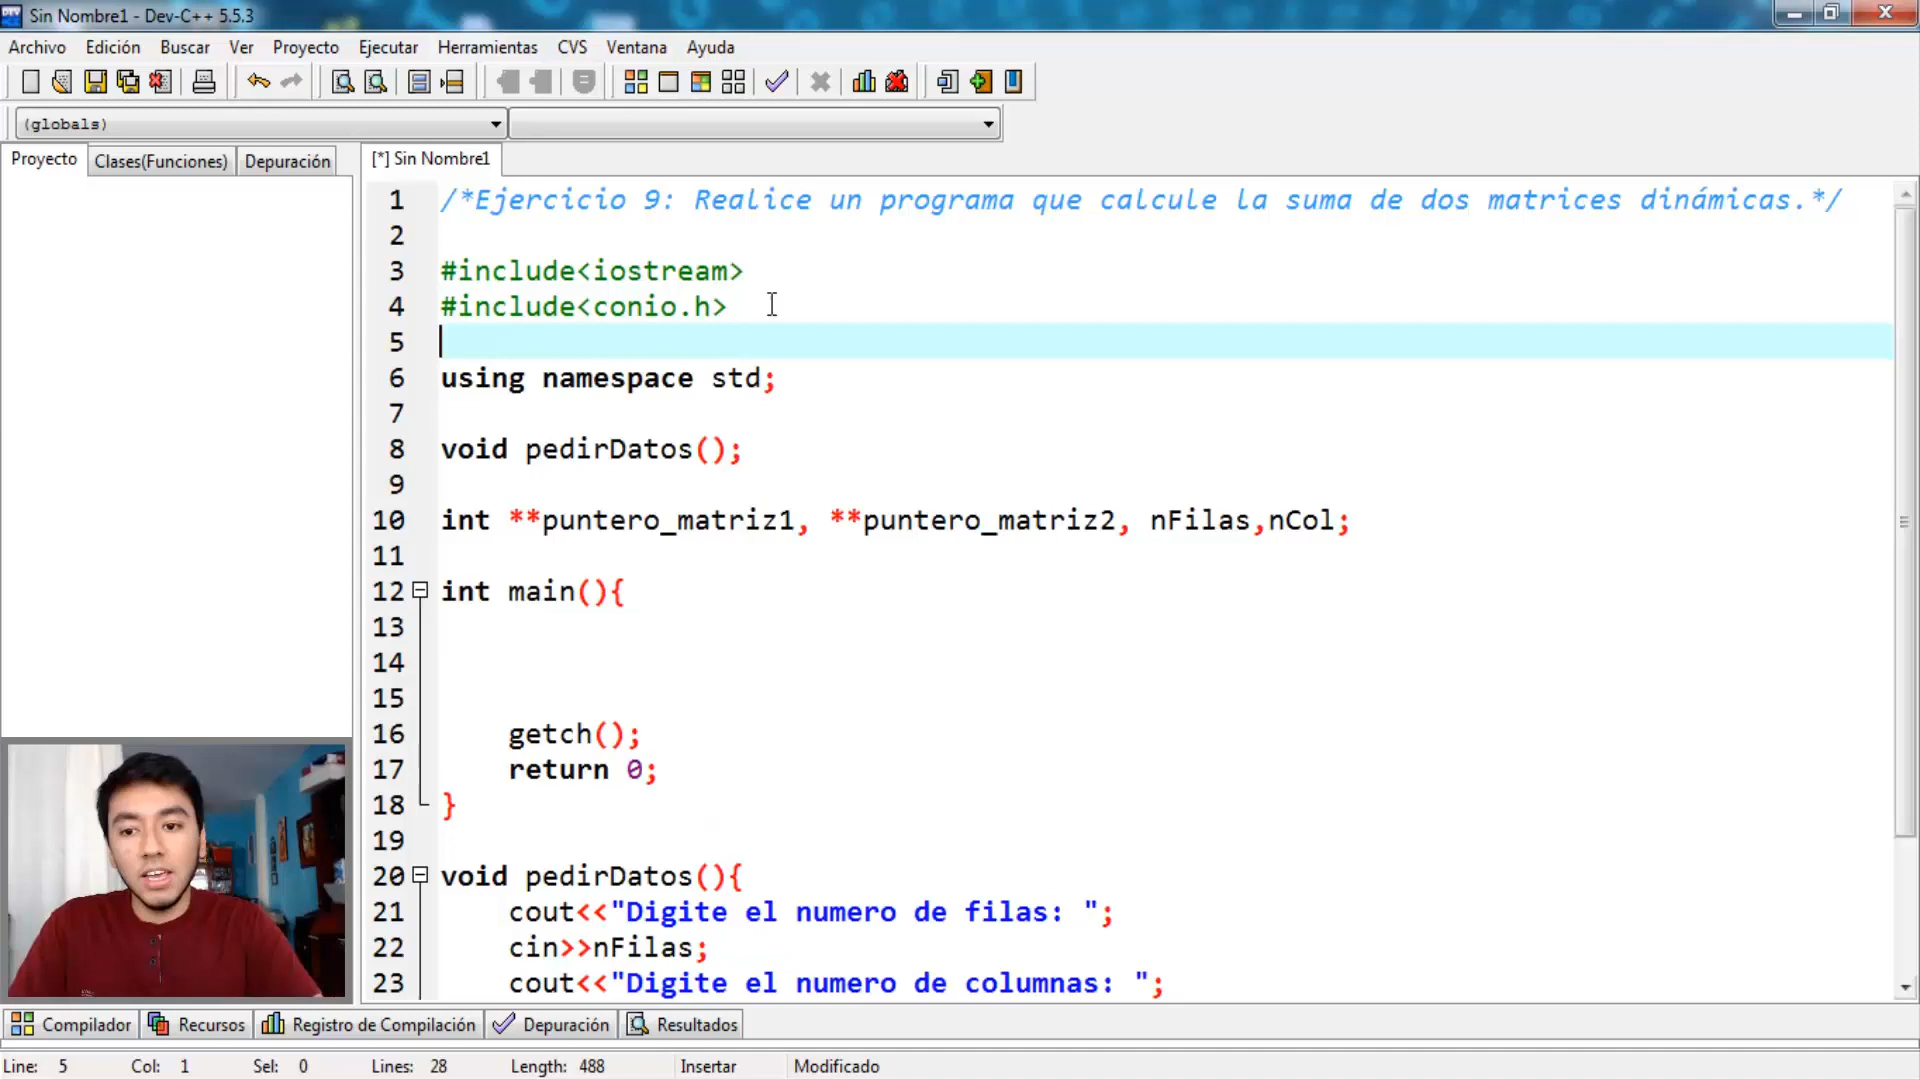 Sin Nombre1 - Dev-C++ 5.5.3
Archivo Edición Buscar Ver Proyecto Ejecutar Herramientas CVS Ventana Ayuda
(globals)
Proyecto Clases(Funciones) Depuración
[*] Sin Nombre1
1 /*Ejercicio 9: Realice un programa que calcule la suma de dos matrices dinámicas.*/
2
3 #include<iostream>
4 #include<conio.h>
5
6 using namespace std;
7
8 void pedirDatos();
9
10 int **puntero_matriz1, **puntero_matriz2, nFilas,nCol;
11
12 int main(){
13
14
15
16 getch();
17 return 0;
18 }
19
20 void pedirDatos(){
21 cout<<"Digite el numero de filas: ";
22 cin>>nFilas;
23 cout<<"Digite el numero de columnas: ";
Compilador Recursos Registro de Compilación Depuración Resultados
Line: 5 Col: 1 Sel: 0 Lines: 28 Length: 488 Insertar Modificado